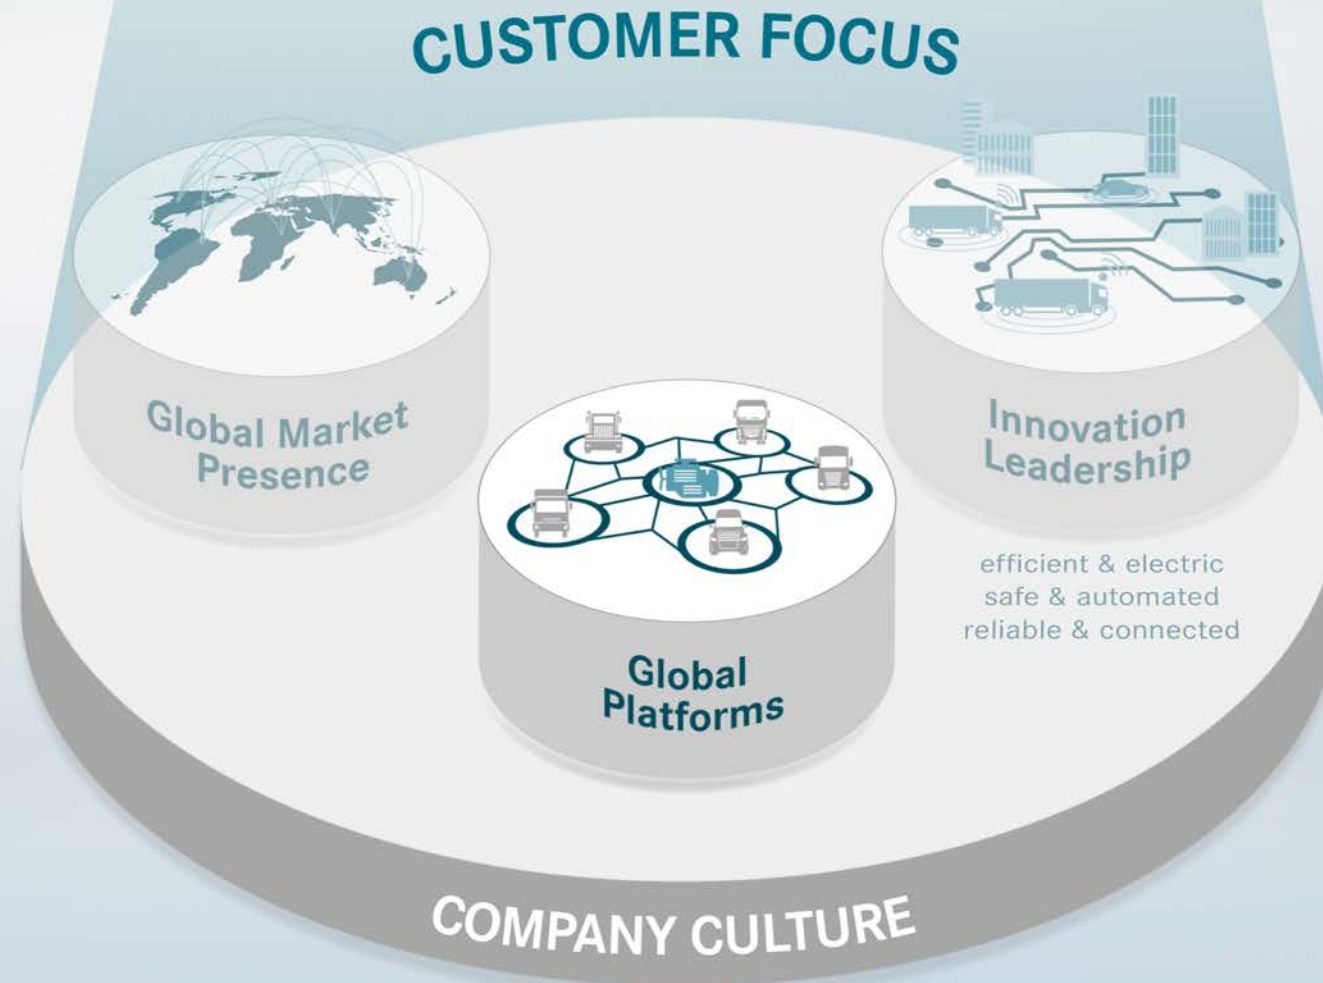 CUSTOMER FOCUS
Global Market
Presence
Innovation
Leadership
efficient & electric
safe & automated
reliable & connected
Global
Platforms
COMPANY CULTURE